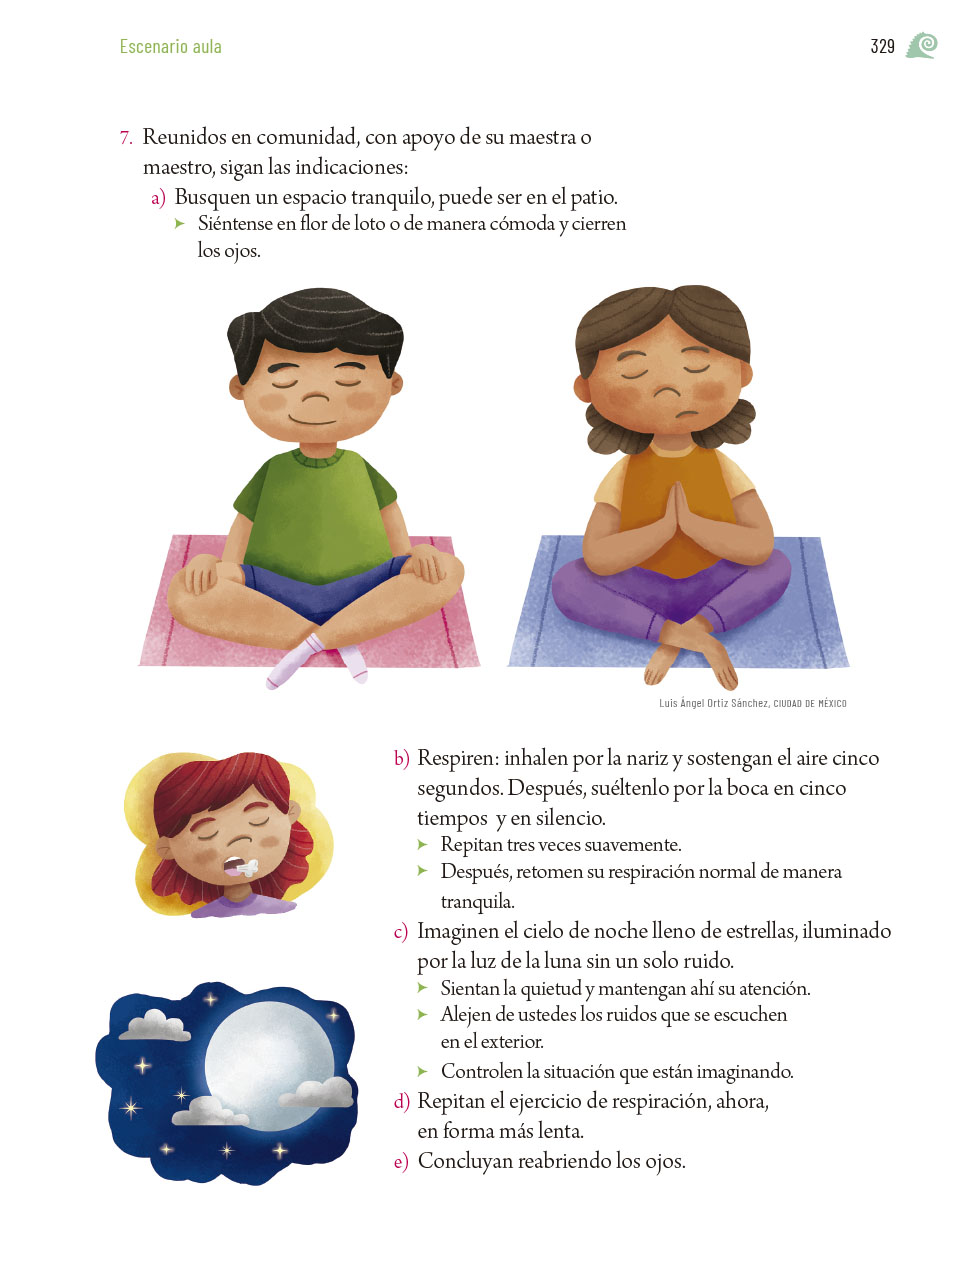 Escenario aula
329
7. Reunidos en comunidad, con apoyo de su maestra o
maestro, sigan las indicaciones:
a) Busquen un espacio tranquilo, puede ser en el patio.
➤ Siéntense en flor de loto o de manera cómoda y cierren
los ojos.
Luis Ángel Ortiz Sánchez, CIUDAD DE MÉXICO
b) Respiren: inhalen por la nariz y sostengan el aire cinco
segundos. Después, suéltenlo por la boca en cinco
tiempos y en silencio.
➤ Repitan tres veces suavemente.
➤ Después, retomen su respiración normal de manera
tranquila.
c) Imaginen el cielo de noche lleno de estrellas, iluminado
por la luz de la luna sin un solo ruido.
➤ Sientan la quietud y mantengan ahí su atención.
➤ Alejen de ustedes los ruidos que se escuchen
en el exterior.
➤ Controlen la situación que están imaginando.
d) Repitan el ejercicio de respiración, ahora,
en forma más lenta.
e) Concluyan reabriendo los ojos.